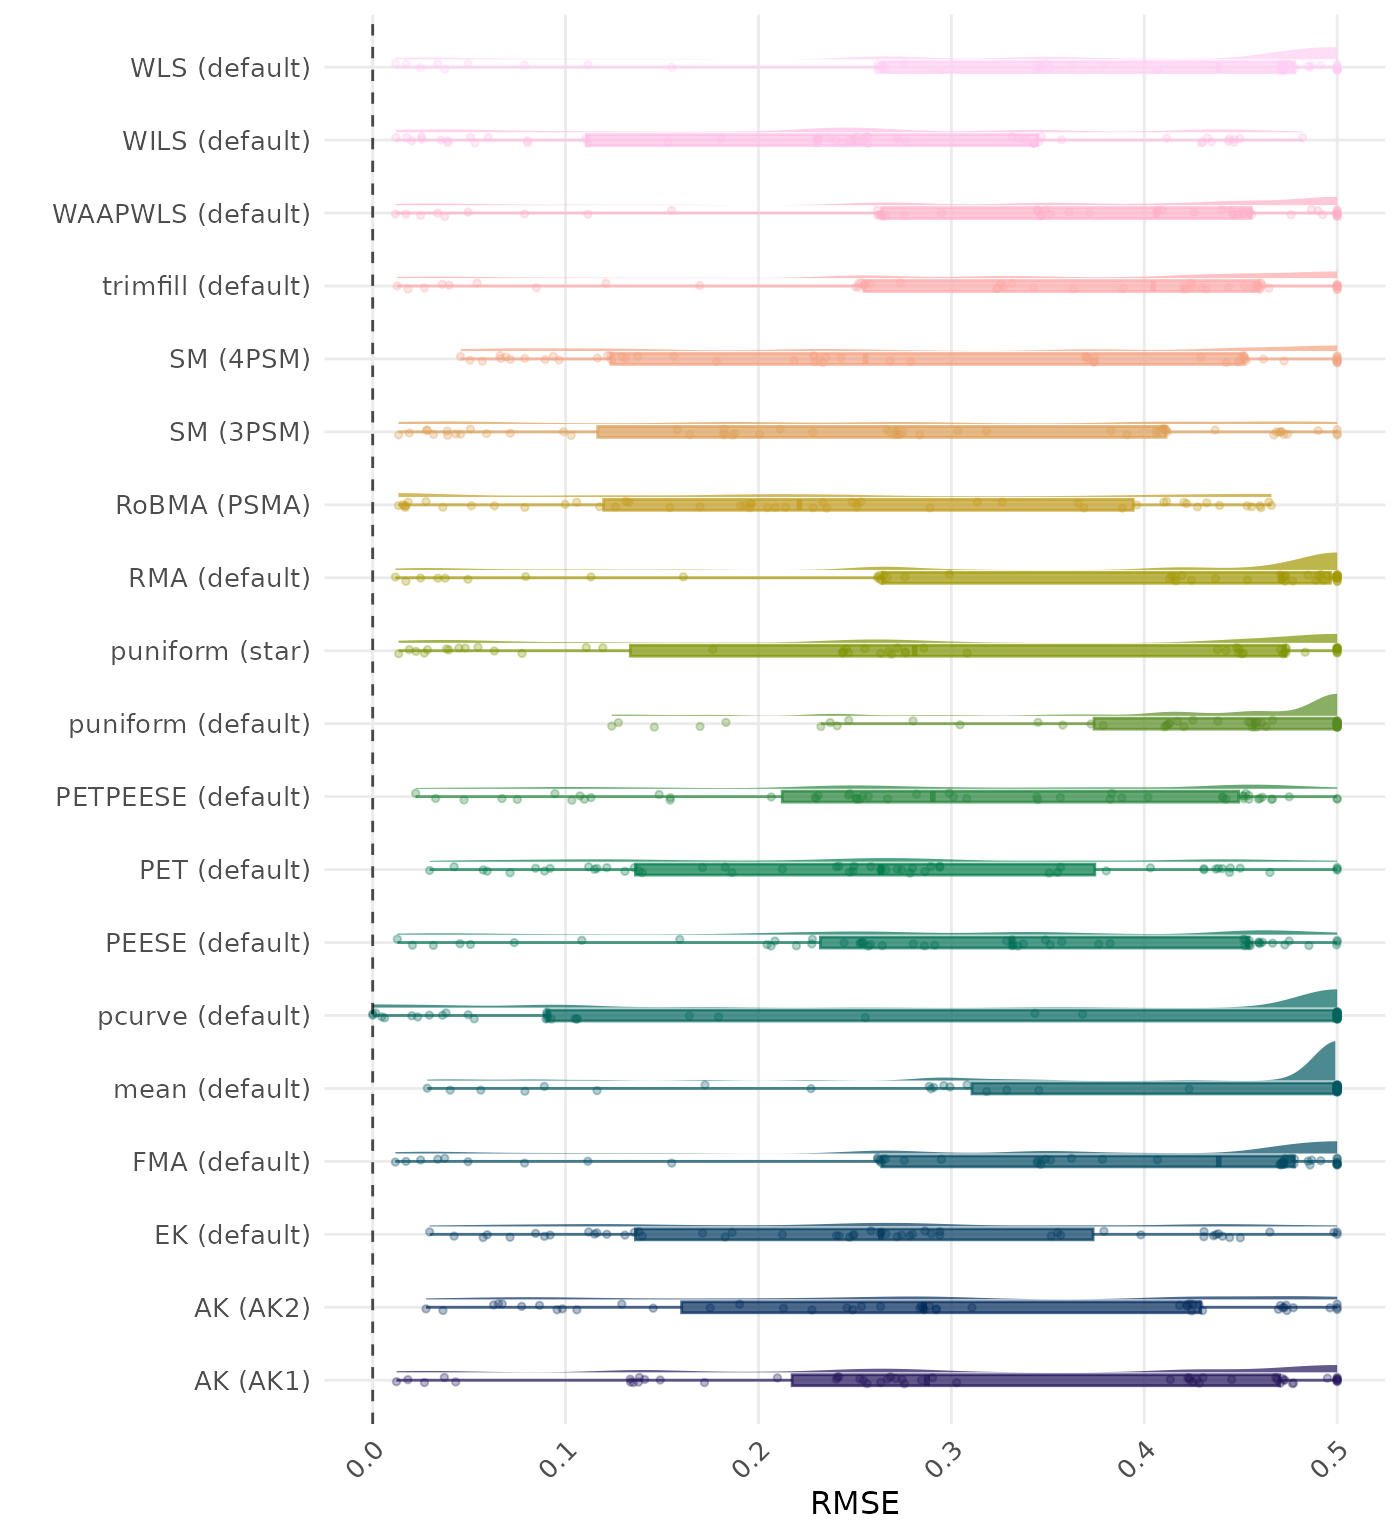 WLS (default)
WILS (default)
WAAPWLS (default)
trimfill (default)
SM (4PSM)
SM (3PSM)
RoBMA (PSMA)
RMA (default)
puniform (star)
puniform (default)
PETPEESE (default)
PET (default)
PEESE (default)
pcurve (default)
mean (default)
FMA (default)
EK (default)
AK (AK2)
AK (AK1)
0.0 0.1 0.2 0.3 0.4 0.5
RMSE